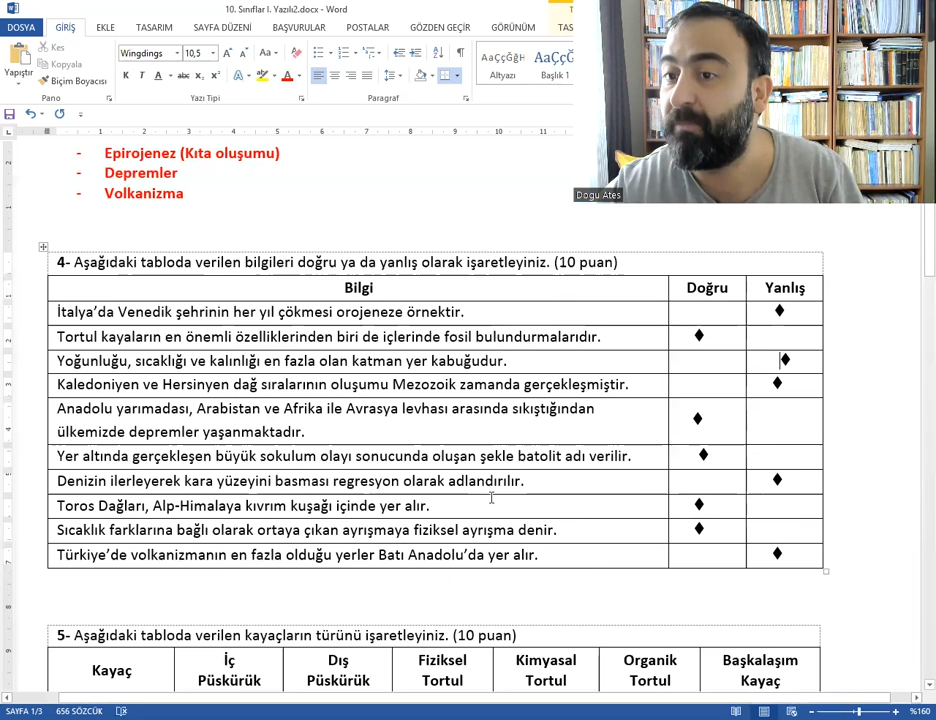 10. Sınıflar I. Yazılı2.docx - Word
DOSYA GİRİŞ EKLE TASARIM SAYFA DÜZENİ BAŞVURULAR POSTALAR GÖZDEN GEÇİR GÖRÜNÜM TAS
Yapıştır
Kes
Kopyala
Biçim Boyacısı
Wingdings 10,5
AaÇçĞğH AaÇçG
Altyazı Başlık 1
Pano Yazı Tipi Paragraf
- Epirojenez (Kıta oluşumu)
- Depremler
- Volkanizma
Dogu Ates
4- Aşağıdaki tabloda verilen bilgileri doğru ya da yanlış olarak işaretleyiniz. (10 puan)
Bilgi Doğru Yanlış
İtalya’da Venedik şehrinin her yıl çökmesi orojeneze örnektir.
Tortul kayaların en önemli özelliklerinden biri de içlerinde fosil bulundurmalarıdır.
Yoğunluğu, sıcaklığı ve kalınlığı en fazla olan katman yer kabuğudur.
Kaledoniyen ve Hersinyen dağ sıralarının oluşumu Mezozoik zamanda gerçekleşmiştir.
Anadolu yarımadası, Arabistan ve Afrika ile Avrasya levhası arasında sıkıştığından
ülkemizde depremler yaşanmaktadır.
Yer altında gerçekleşen büyük sokulum olayı sonucunda oluşan şekle batolit adı verilir.
Denizin ilerleyerek kara yüzeyini basması regresyon olarak adlandırılır.
Toros Dağları, Alp-Himalaya kıvrım kuşağı içinde yer alır.
Sıcaklık farklarına bağlı olarak ortaya çıkan ayrışmaya fiziksel ayrışma denir.
Türkiye’de volkanizmanın en fazla olduğu yerler Batı Anadolu’da yer alır.
5- Aşağıdaki tabloda verilen kayaçların türünü işaretleyiniz. (10 puan)
Kayaç
İç Püskürük
Dış Püskürük
Fiziksel Tortul
Kimyasal Tortul
Organik Tortul
Başkalaşım Kayaç
SAYFA 1/3 656 SÖZCÜK %160